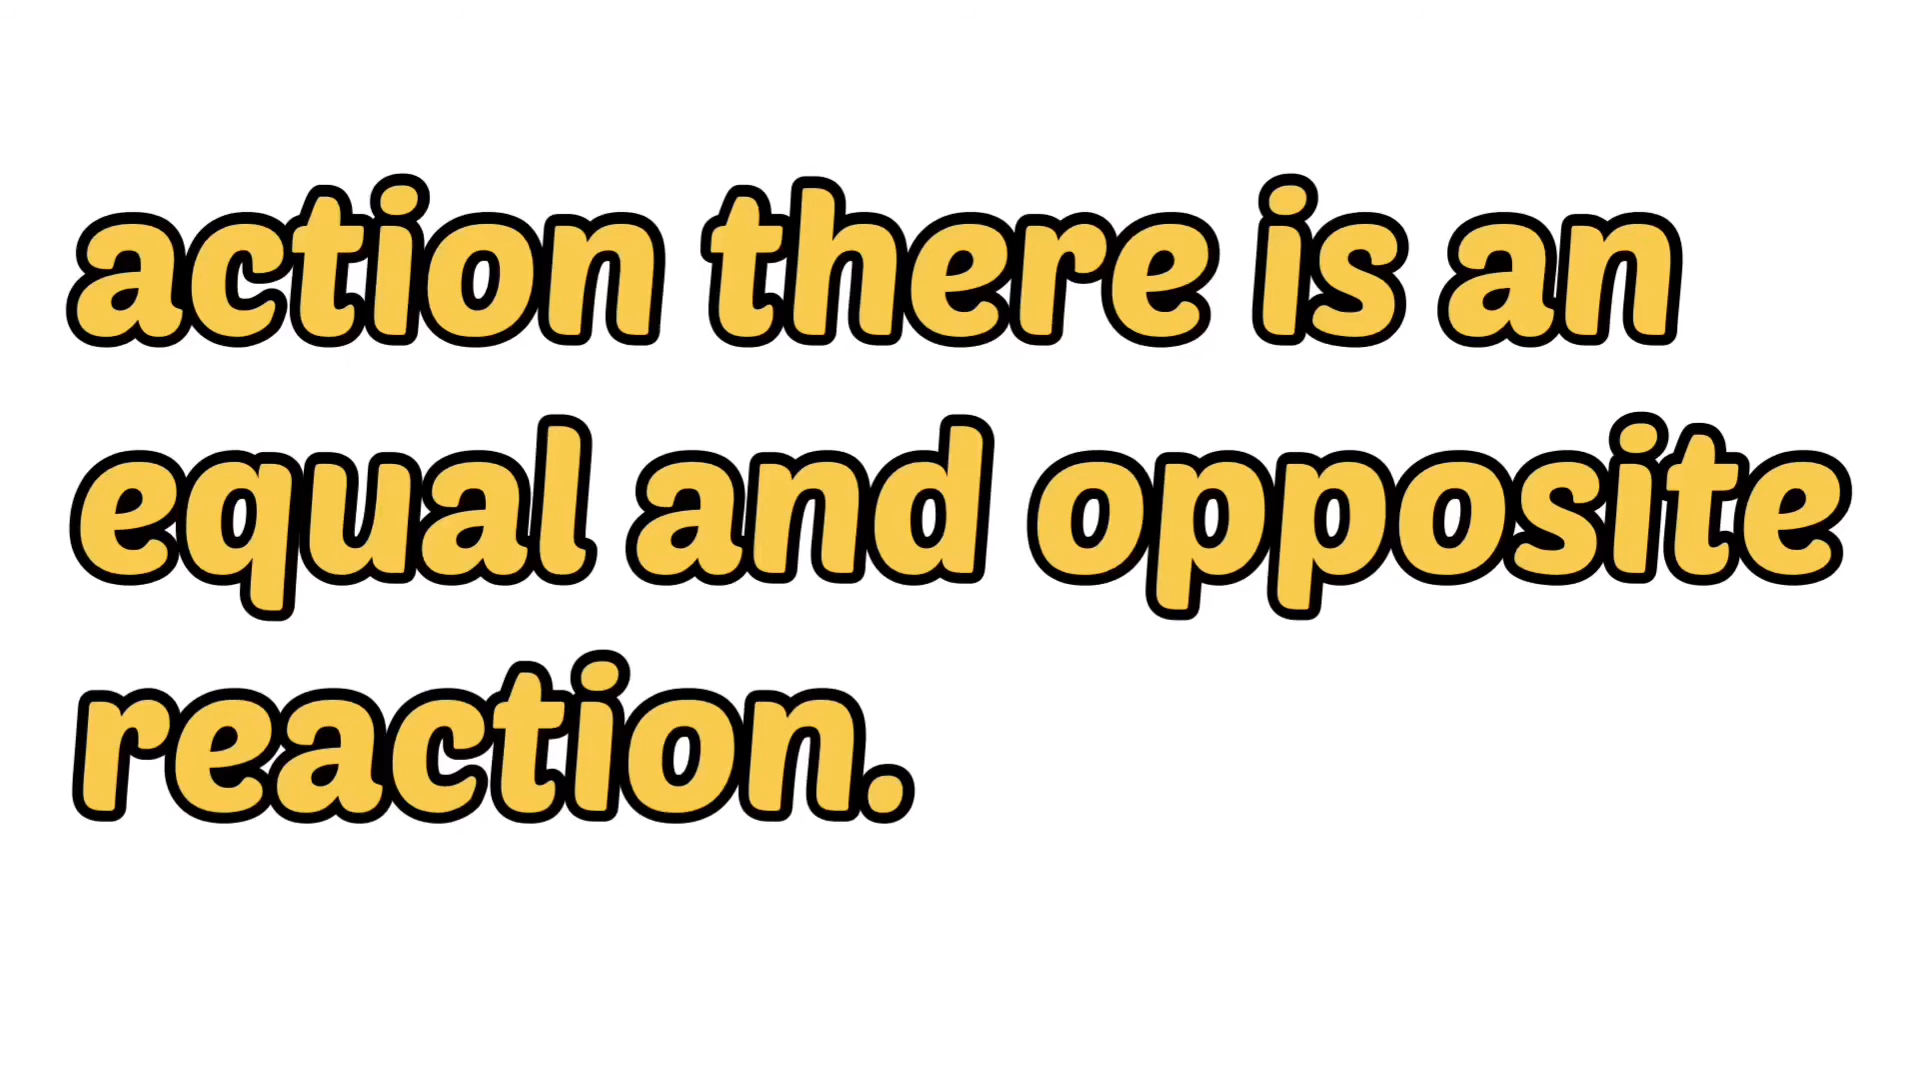 action there is an
equal and opposite
reaction.